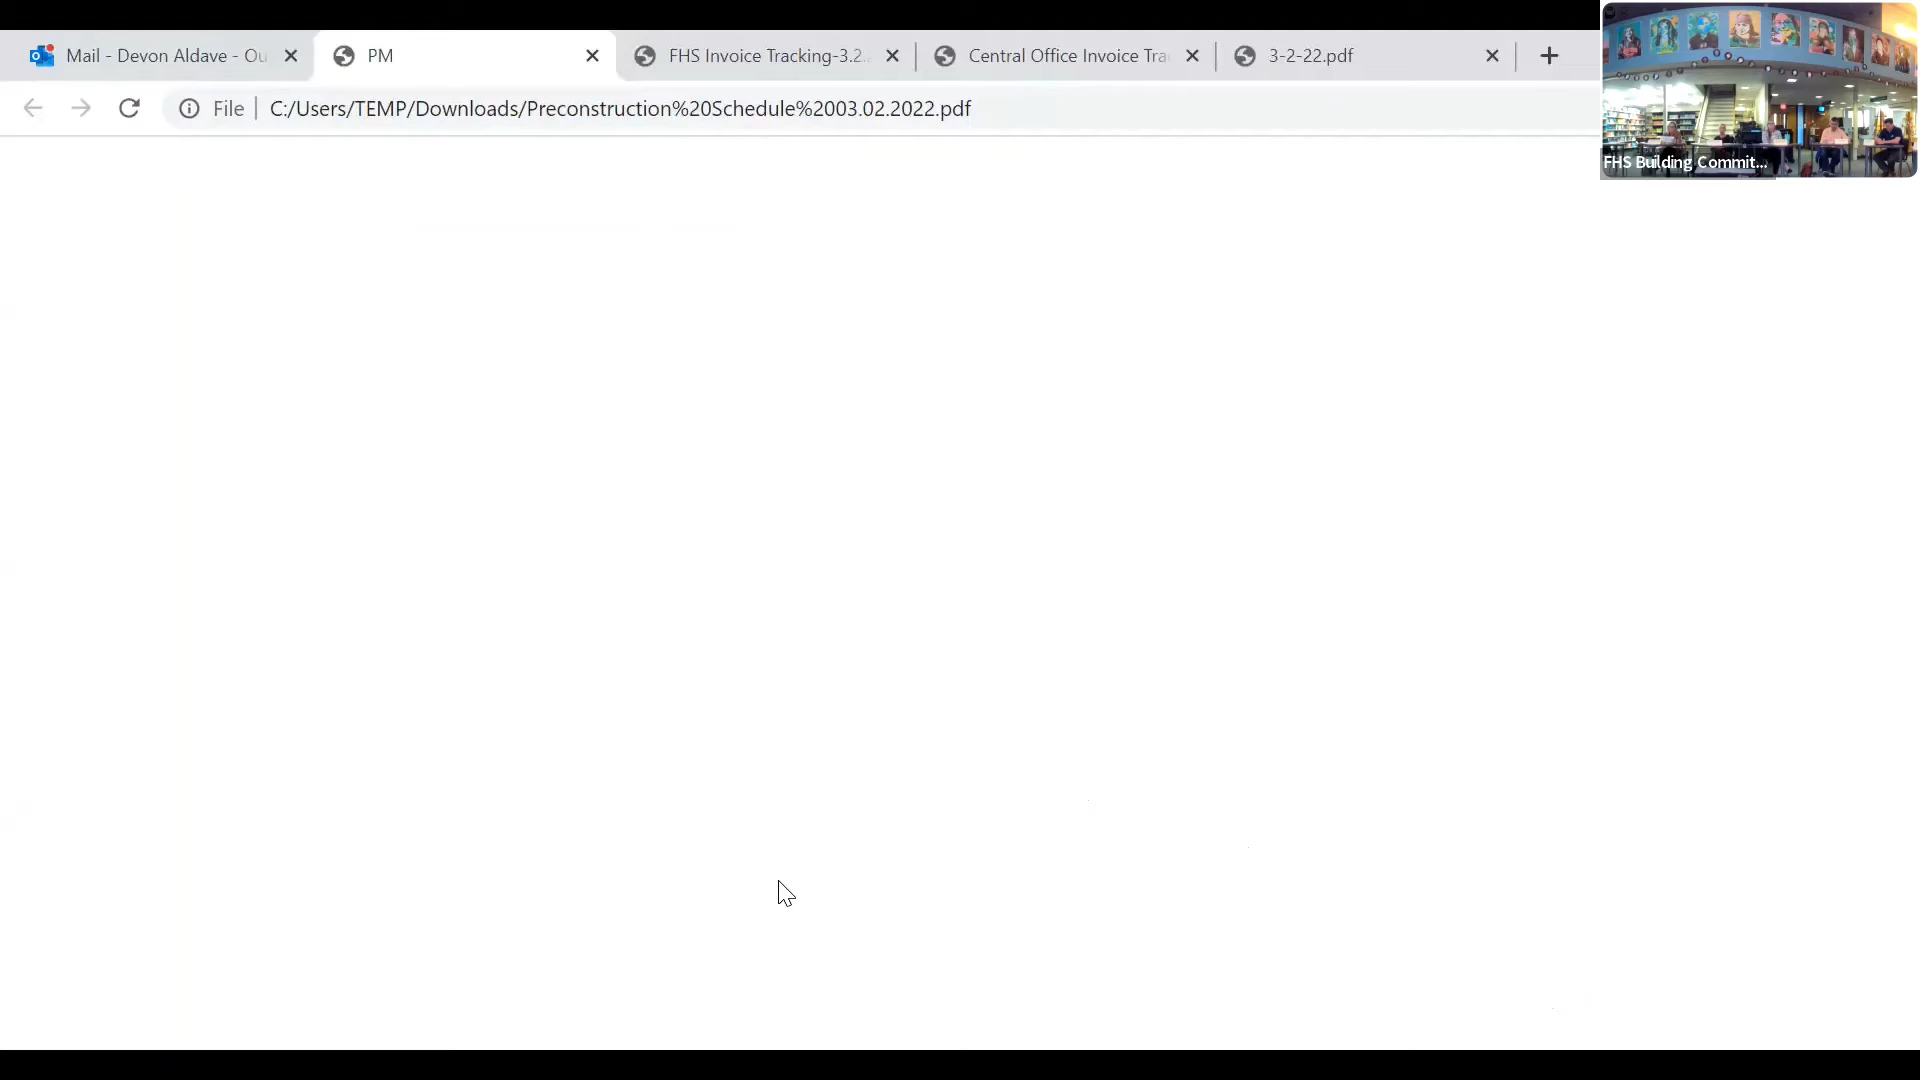 Mail - Devon Aldave - Ou
PM
FHS Invoice Tracking-3.2.
Central Office Invoice Tra
3-2-22.pdf
File
C:/Users/TEMP/Downloads/Preconstruction%20Schedule%2003.02.2022.pdf
FHS Building Commit...